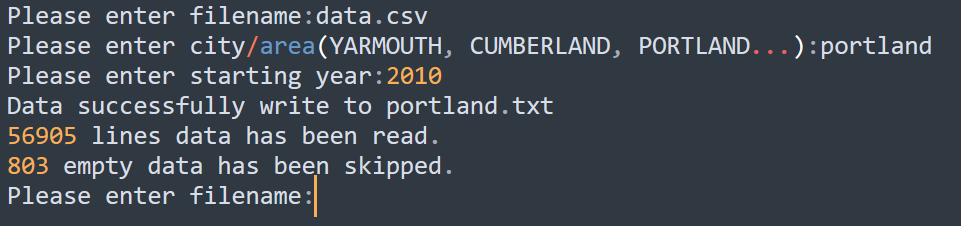 Please enter filename:data.csv
Please enter city/area(YARMOUTH, CUMBERLAND, PORTLAND...):portland
Please enter starting year:2010
Data successfully write to portland.txt
56905 lines data has been read.
803 empty data has been skipped.
Please enter filename: